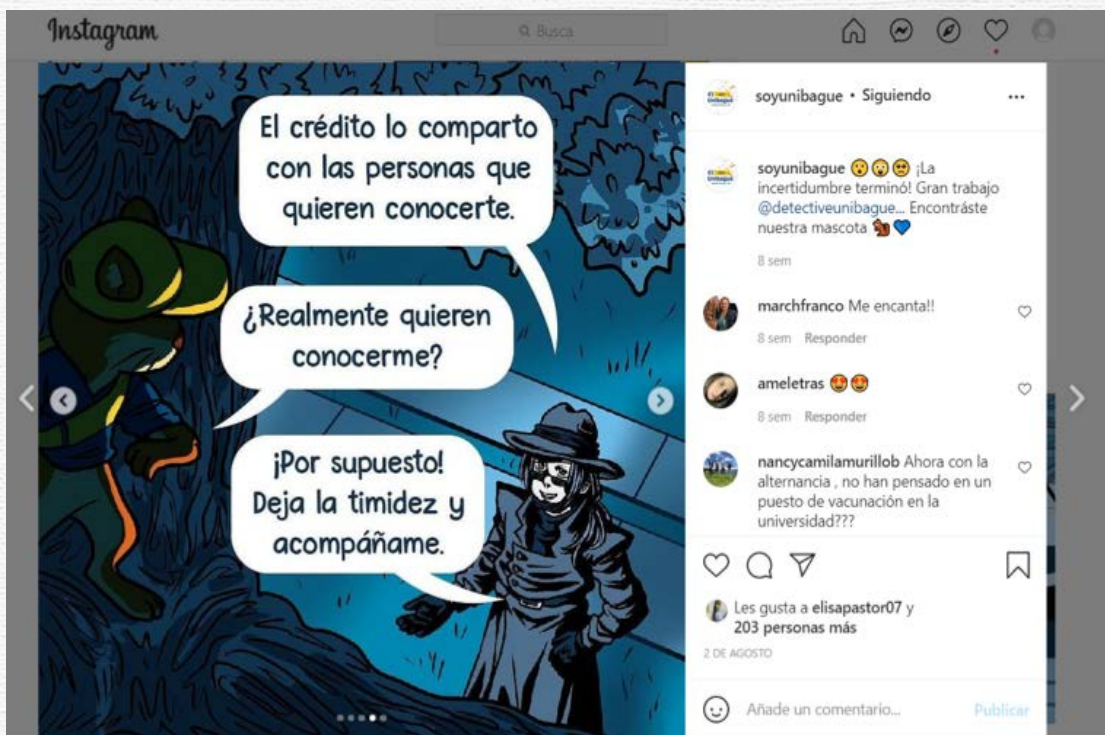 Instagram
Busca
El crédito lo comparto
con las personas que
quieren conocerte.
¿Realmente quieren
conocerme?
¡Por supuesto!
Deja la timidez y
acompáñame.
soyunibague • Siguiendo
soyunibague 😮😮🥺 ¡La
incertidumbre terminó! Gran trabajo
@detectiveunibague... Encontráste
nuestra mascota 🐿💙
8 sem
marchfranco Me encanta!!
8 sem Responder
ameletras 😍😍
8 sem Responder
nancycamilamurillob Ahora con la
alternancia , no han pensado en un
puesto de vacunación en la
universidad???
Les gusta a elisapastor07 y
203 personas más
2 DE AGOSTO
Añade un comentario... Publicar